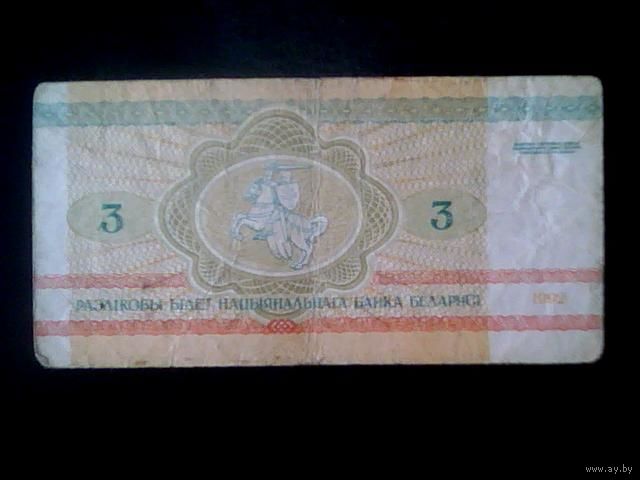 3 3
РАЗЛІКОВЫ БІЛЕТ НАЦЫЯНАЛЬНАГА БАНКА БЕЛАРУСІ 1992
www.ay.by